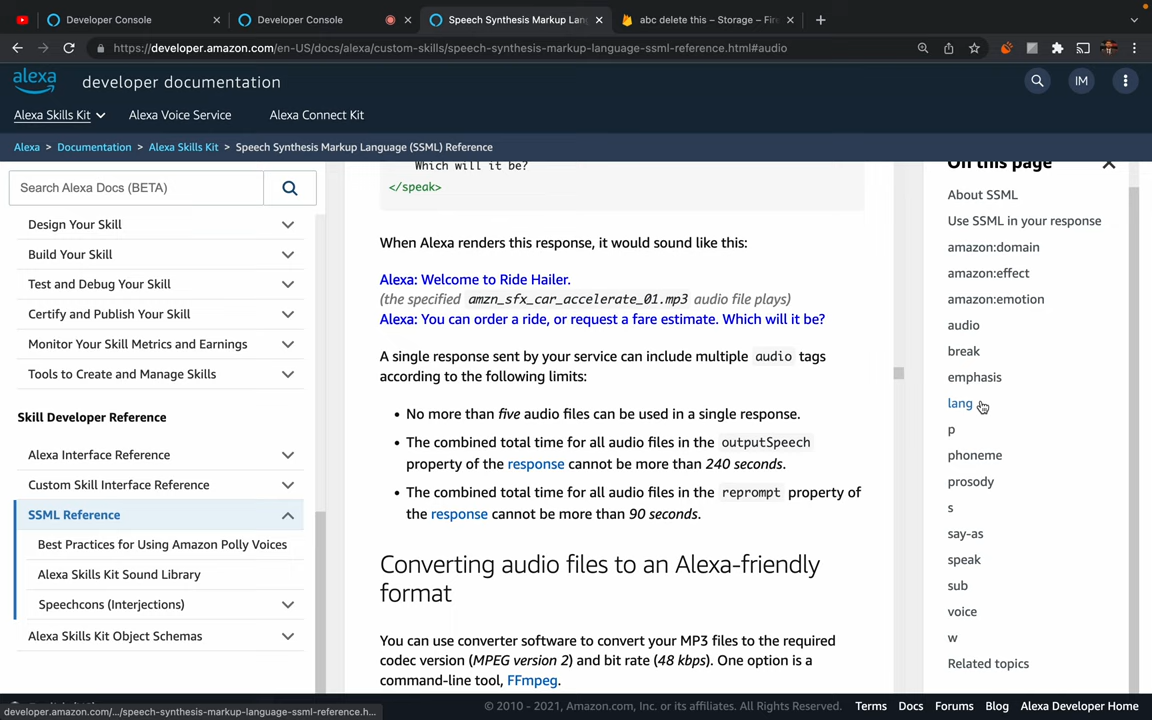 Developer Console
Developer Console
Speech Synthesis Markup Lan
abc delete this – Storage – Fire
https://developer.amazon.com/en-US/docs/alexa/custom-skills/speech-synthesis-markup-language-ssml-reference.html#audio
alexa developer documentation
IM
Alexa Skills Kit
Alexa Voice Service
Alexa Connect Kit
Alexa > Documentation > Alexa Skills Kit > Speech Synthesis Markup Language (SSML) Reference
Search Alexa Docs (BETA)
Design Your Skill
Build Your Skill
Test and Debug Your Skill
Certify and Publish Your Skill
Monitor Your Skill Metrics and Earnings
Tools to Create and Manage Skills
Skill Developer Reference
Alexa Interface Reference
Custom Skill Interface Reference
SSML Reference
Best Practices for Using Amazon Polly Voices
Alexa Skills Kit Sound Library
Speechcons (Interjections)
Alexa Skills Kit Object Schemas
Which will it be?
</speak>
When Alexa renders this response, it would sound like this:
Alexa: Welcome to Ride Hailer.
(the specified amzn_sfx_car_accelerate_01.mp3 audio file plays)
Alexa: You can order a ride, or request a fare estimate. Which will it be?
A single response sent by your service can include multiple audio tags
according to the following limits:
• No more than five audio files can be used in a single response.
• The combined total time for all audio files in the outputSpeech
property of the response cannot be more than 240 seconds.
• The combined total time for all audio files in the reprompt property of
the response cannot be more than 90 seconds.
Converting audio files to an Alexa-friendly
format
You can use converter software to convert your MP3 files to the required
codec version (MPEG version 2) and bit rate (48 kbps). One option is a
command-line tool, FFmpeg.
On this page
About SSML
Use SSML in your response
amazon:domain
amazon:effect
amazon:emotion
audio
break
emphasis
lang
p
phoneme
prosody
s
say-as
speak
sub
voice
w
Related topics
developer.amazon.com/.../speech-synthesis-markup-language-ssml-reference.h...
© 2010 - 2021, Amazon.com, Inc. or its affiliates. All Rights Reserved.
Terms
Docs
Forums
Blog
Alexa Developer Home